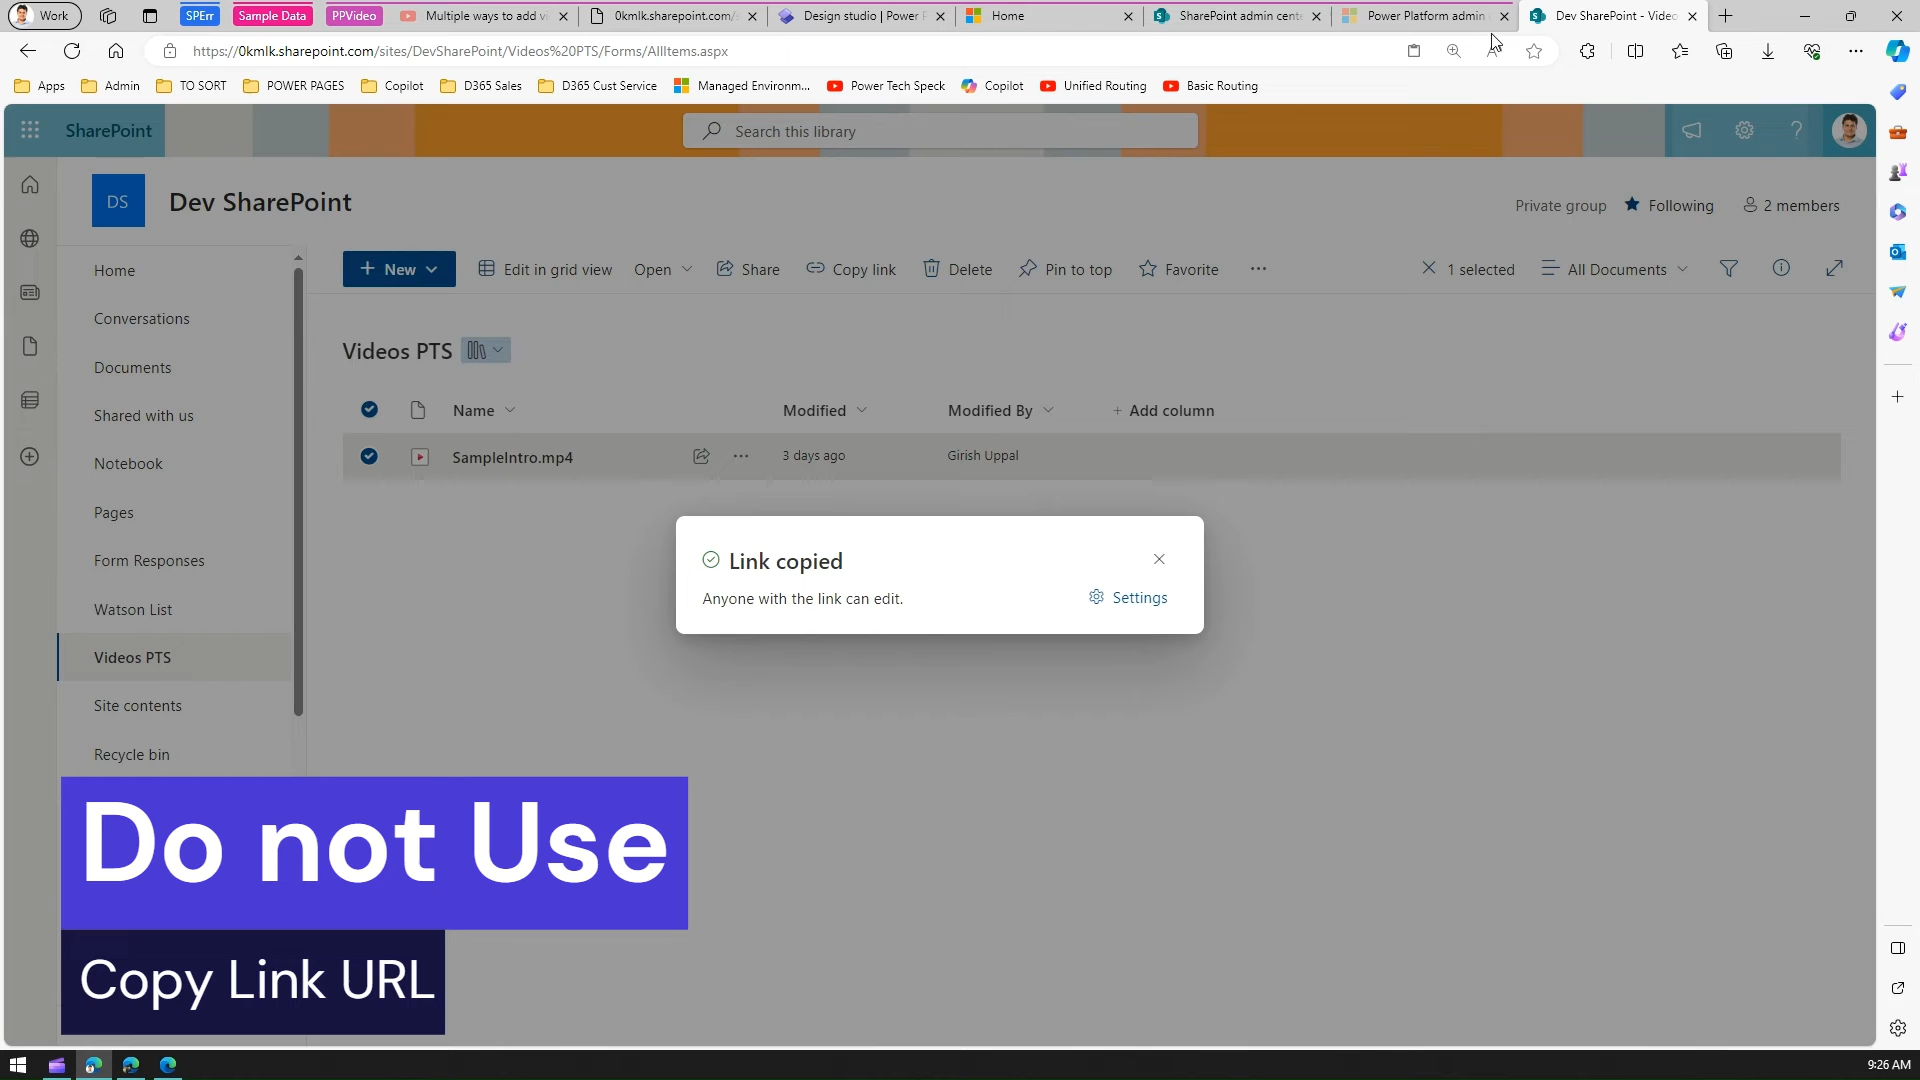 Work
SPErr
Sample Data
PPVideo
Multiple ways to add vi
0kmlk.sharepoint.com/
Design studio | Power P
Home
SharePoint admin cente
Power Platform admin
Dev SharePoint - Video
https://0kmlk.sharepoint.com/sites/DevSharePoint/Videos%20PTS/Forms/AllItems.aspx
Apps
Admin
TO SORT
POWER PAGES
Copilot
D365 Sales
D365 Cust Service
Managed Environm...
Power Tech Speck
Copilot
Unified Routing
Basic Routing
SharePoint
Search this library
DS
Dev SharePoint
Private group
Following
2 members
Home
Conversations
Documents
Shared with us
Notebook
Pages
Form Responses
Watson List
Videos PTS
Site contents
Recycle bin
+ New
Edit in grid view
Open
Share
Copy link
Delete
Pin to top
Favorite
...
1 selected
All Documents
Videos PTS
Name
Modified
Modified By
+ Add column
SampleIntro.mp4
3 days ago
Girish Uppal
Link copied
Anyone with the link can edit.
Settings
Do not Use
Copy Link URL
9:26 AM